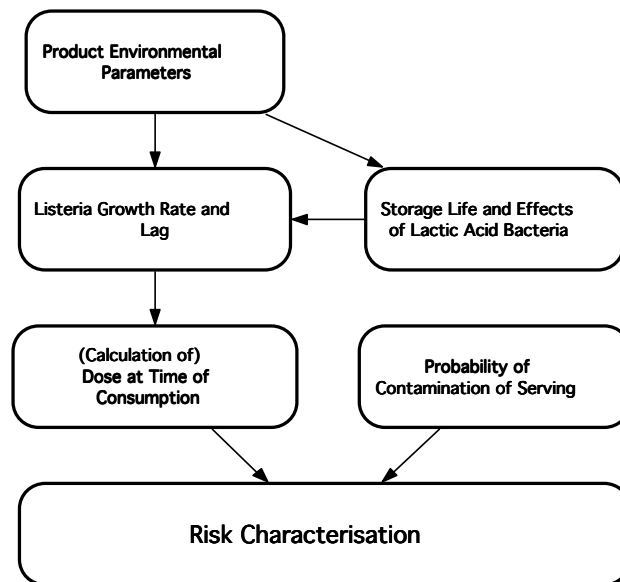 Product Environmental
Parameters
Listeria Growth Rate and
Lag
Storage Life and Effects
of Lactic Acid Bacteria
(Calculation of)
Dose at Time of
Consumption
Probability of
Contamination of Serving
Risk Characterisation